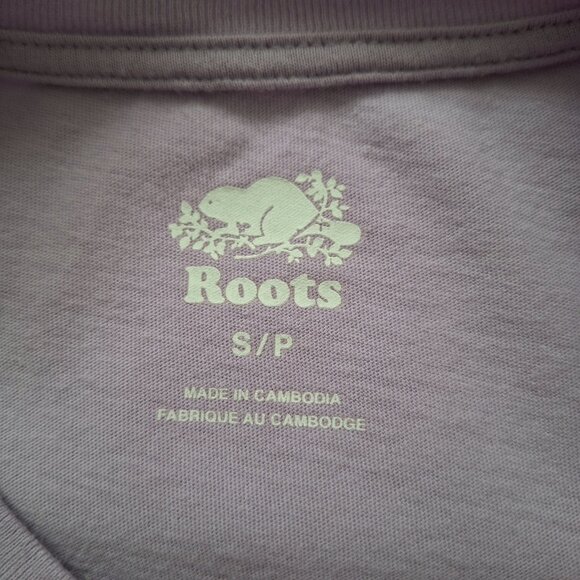 Roots
S/P
MADE IN CAMBODIA
FABRIQUE AU CAMBODGE